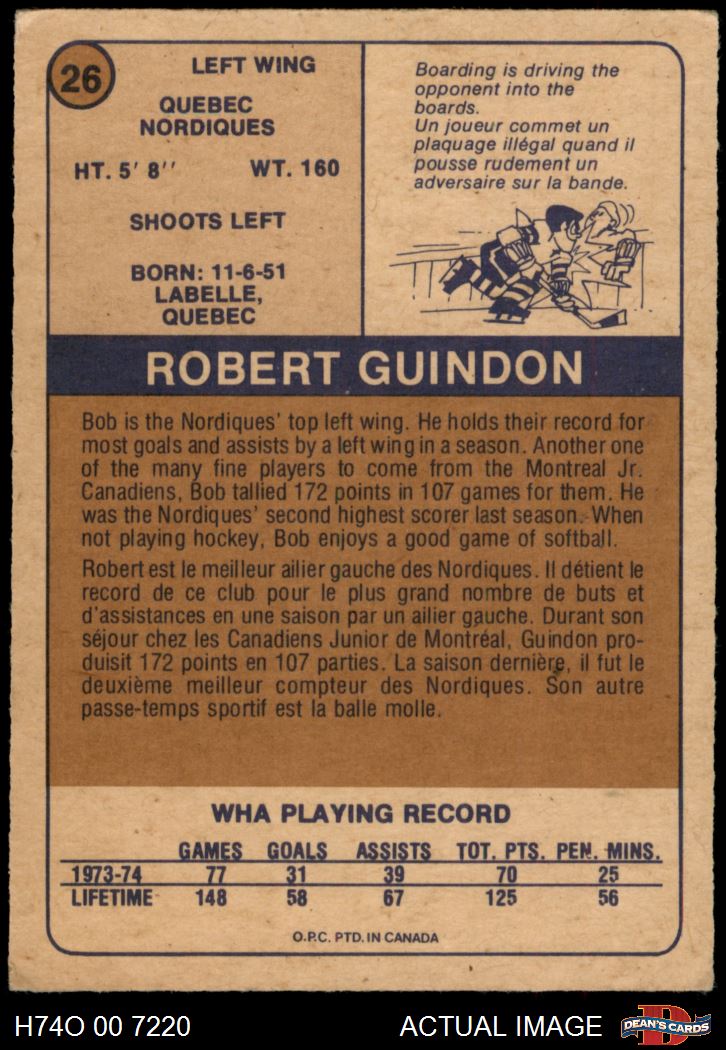 26
LEFT WING
QUEBEC
NORDIQUES
HT. 5' 8'' WT. 160
SHOOTS LEFT
BORN: 11-6-51
LABELLE,
QUEBEC
Boarding is driving the
opponent into the
boards.
Un joueur commet un
plaquage illégal quand il
pousse rudement un
adversaire sur la bande.
ROBERT GUINDON
Bob is the Nordiques' top left wing. He holds their record for
most goals and assists by a left wing in a season. Another one
of the many fine players to come from the Montreal Jr.
Canadiens, Bob tallied 172 points in 107 games for them. He
was the Nordiques' second highest scorer last season. When
not playing hockey, Bob enjoys a good game of softball.
Robert est le meilleur ailier gauche des Nordiques. Il détient le
record de ce club pour le plus grand nombre de buts et
d'assistances en une saison par un ailier gauche. Durant son
séjour chez les Canadiens Junior de Montréal, Guindon pro-
duisit 172 points en 107 parties. La saison dernière, il fut le
deuxième meilleur compteur des Nordiques. Son autre
passe-temps sportif est la balle molle.
WHA PLAYING RECORD
GAMES GOALS ASSISTS TOT. PTS. PEN. MINS.
1973-74 77 31 39 70 25
LIFETIME 148 58 67 125 56
O.P.C. PTD. IN CANADA
H74O 00 7220 ACTUAL IMAGE D DEAN'S CARDS